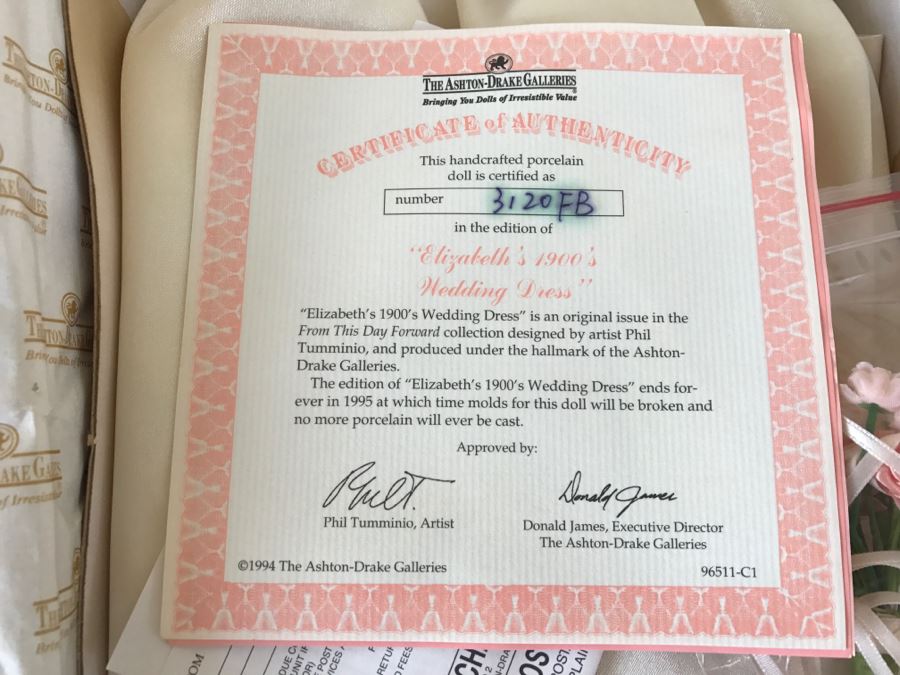 THE ASHTON-DRAKE GALLERIES
Bringing You Dolls of Irresistible Value
CERTIFICATE of AUTHENTICITY
This handcrafted porcelain
doll is certified as
number 3120FB
in the edition of
“Elizabeth’s 1900’s
Wedding Dress”
“Elizabeth’s 1900’s Wedding Dress” is an original issue in the
From This Day Forward collection designed by artist Phil
Tumminio, and produced under the hallmark of the Ashton-
Drake Galleries.
The edition of “Elizabeth’s 1900’s Wedding Dress” ends for-
ever in 1995 at which time molds for this doll will be broken and
no more porcelain will ever be cast.
Approved by:
Phil T.
Donald James
Phil Tumminio, Artist
Donald James, Executive Director
The Ashton-Drake Galleries
©1994 The Ashton-Drake Galleries
96511-C1